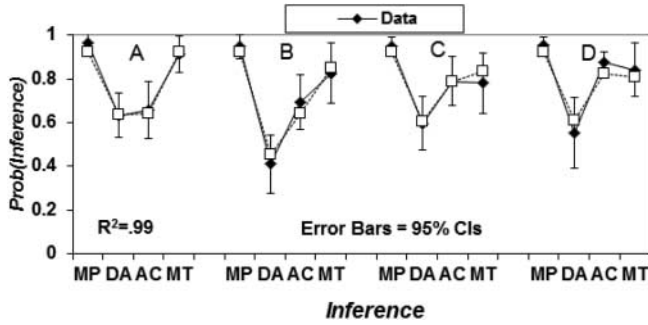 Data
1
0.8
0.6
0.4
0.2
0
Prob(Inference)
A
B
C
D
R²=.99
Error Bars = 95% CIs
MP DA AC MT MP DA AC MT MP DA AC MT MP DA AC MT
Inference